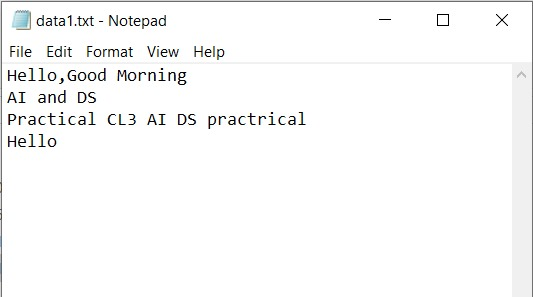 data1.txt - Notepad
File Edit Format View Help
Hello,Good Morning
AI and DS
Practical CL3 AI DS practrical
Hello